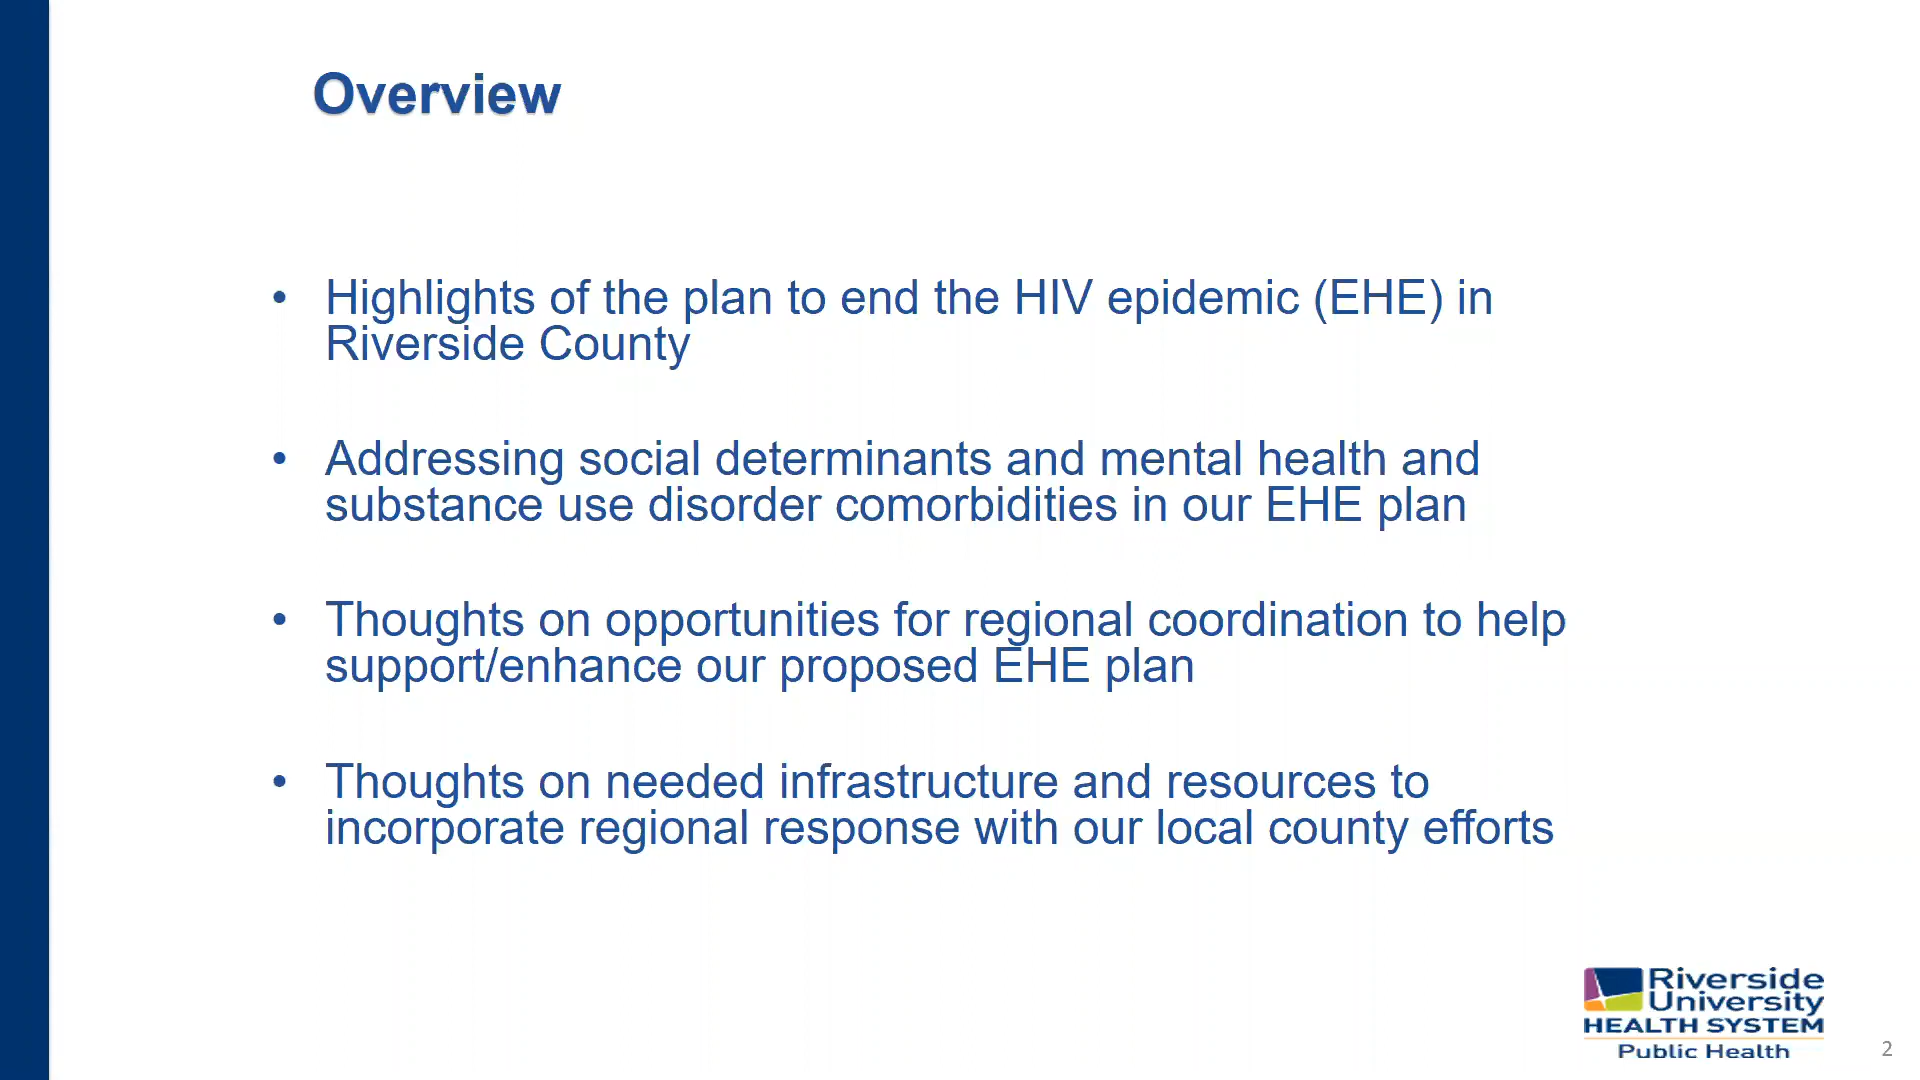 Overview
• Highlights of the plan to end the HIV epidemic (EHE) in
Riverside County
• Addressing social determinants and mental health and
substance use disorder comorbidities in our EHE plan
• Thoughts on opportunities for regional coordination to help
support/enhance our proposed EHE plan
• Thoughts on needed infrastructure and resources to
incorporate regional response with our local county efforts
Riverside
University
HEALTH SYSTEM
Public Health
2